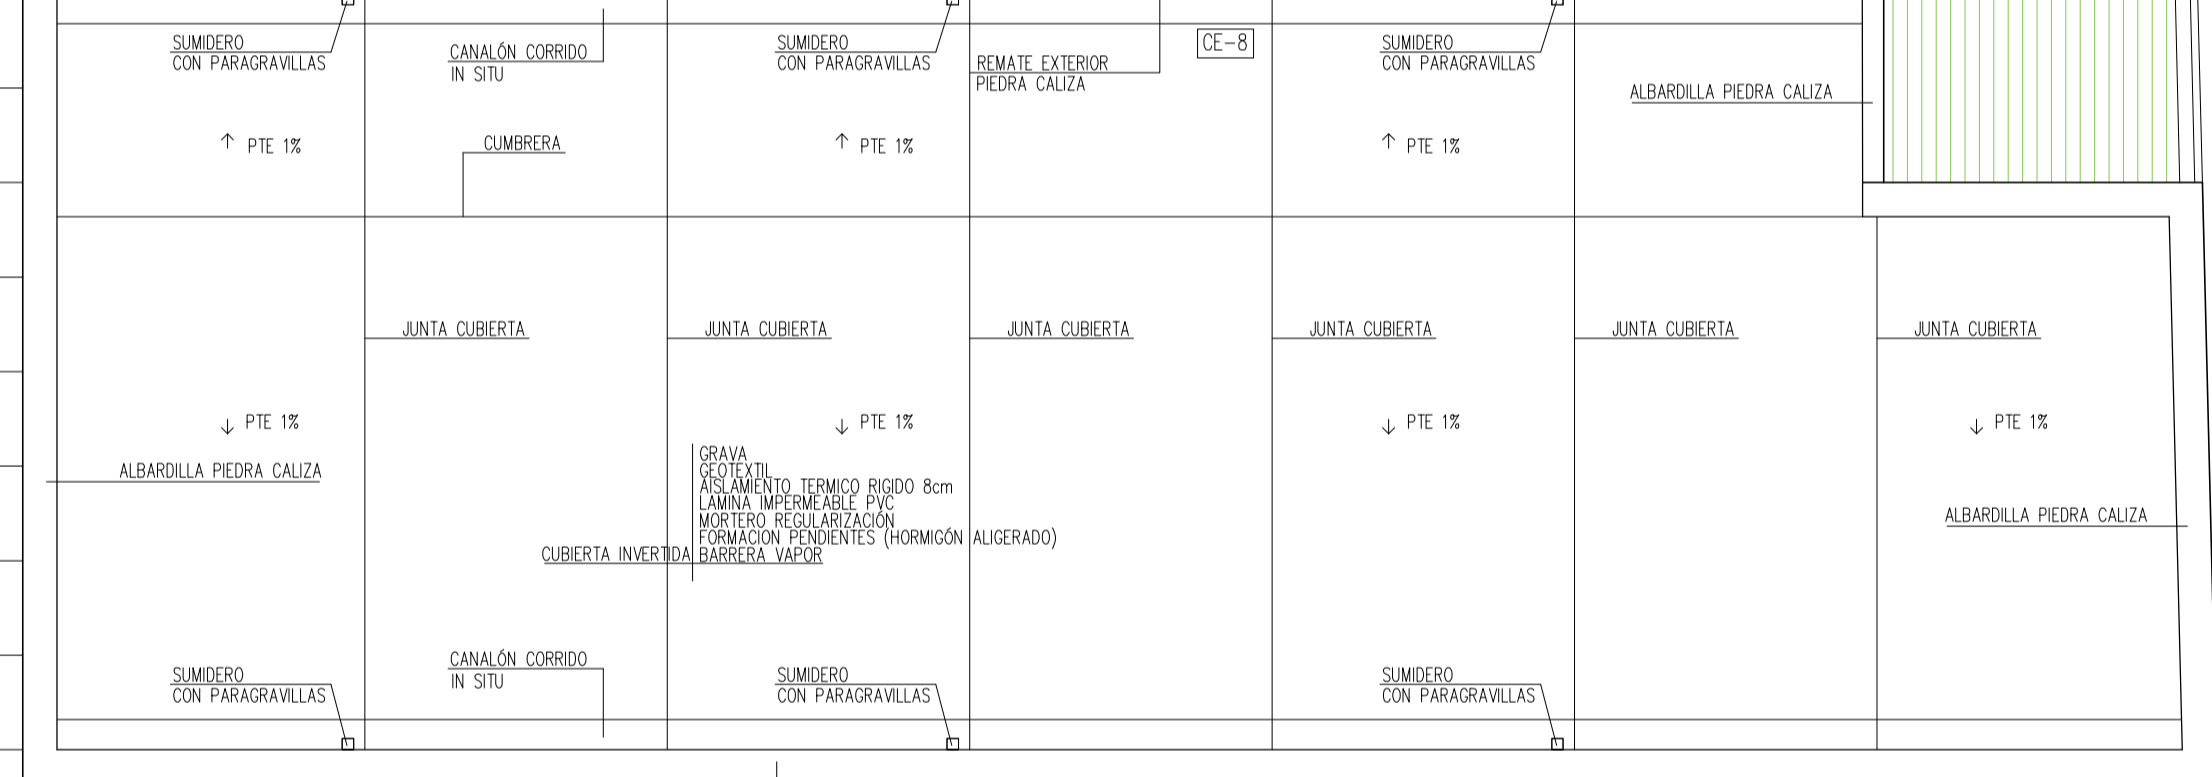 SUMIDERO
CON PARAGRAVILLAS
CANALÓN CORRIDO
IN SITU
SUMIDERO
CON PARAGRAVILLAS
REMATE EXTERIOR
PIEDRA CALIZA
CE-8
SUMIDERO
CON PARAGRAVILLAS
ALBARDILLA PIEDRA CALIZA
↑ PTE 1%
CUMBRERA
↑ PTE 1%
↑ PTE 1%
JUNTA CUBIERTA
JUNTA CUBIERTA
JUNTA CUBIERTA
JUNTA CUBIERTA
JUNTA CUBIERTA
JUNTA CUBIERTA
↓ PTE 1%
↓ PTE 1%
↓ PTE 1%
↓ PTE 1%
ALBARDILLA PIEDRA CALIZA
GRAVA
GEOTEXTIL
AISLAMIENTO TERMICO RIGIDO 8cm
LAMINA IMPERMEABLE PVC
MORTERO REGULARIZACIÓN
FORMACION PENDIENTES (HORMIGÓN ALIGERADO)
CUBIERTA INVERTIDA BARRERA VAPOR
ALBARDILLA PIEDRA CALIZA
SUMIDERO
CON PARAGRAVILLAS
CANALÓN CORRIDO
IN SITU
SUMIDERO
CON PARAGRAVILLAS
SUMIDERO
CON PARAGRAVILLAS